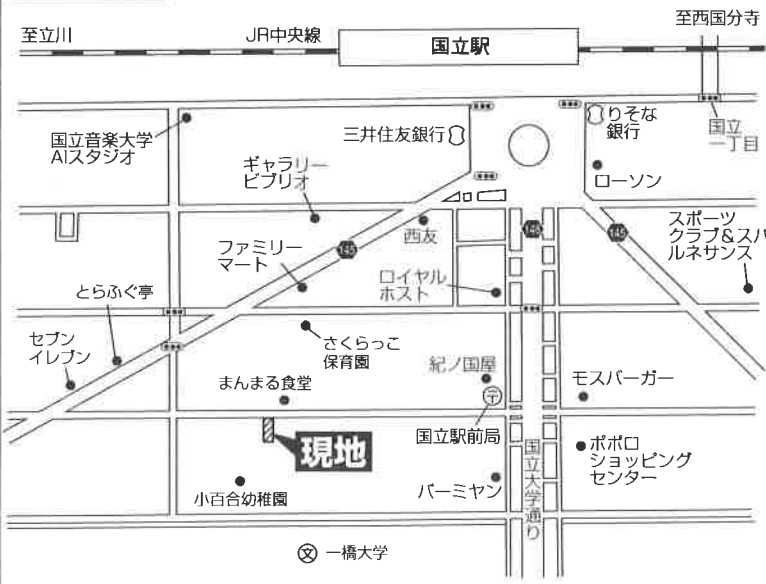 至立川
JR中央線
国立駅
至西国分寺
国立音楽大学
AIスタジオ
三井住友銀行
りそな
銀行
国立
一丁目
ギャラリー
ビブリオ
ローソン
西友
148
145
145
スポーツ
クラブ&スパ
ルネサンス
ファミリー
マート
ロイヤル
ホスト
とらふぐ亭
セブン
イレブン
さくらっこ
保育園
紀ノ国屋
モスバーガー
まんまる食堂
〒
国立駅前局
現地
国立大学通り
ポポロ
ショッピング
センター
小百合幼稚園
バーミヤン
文 一橋大学